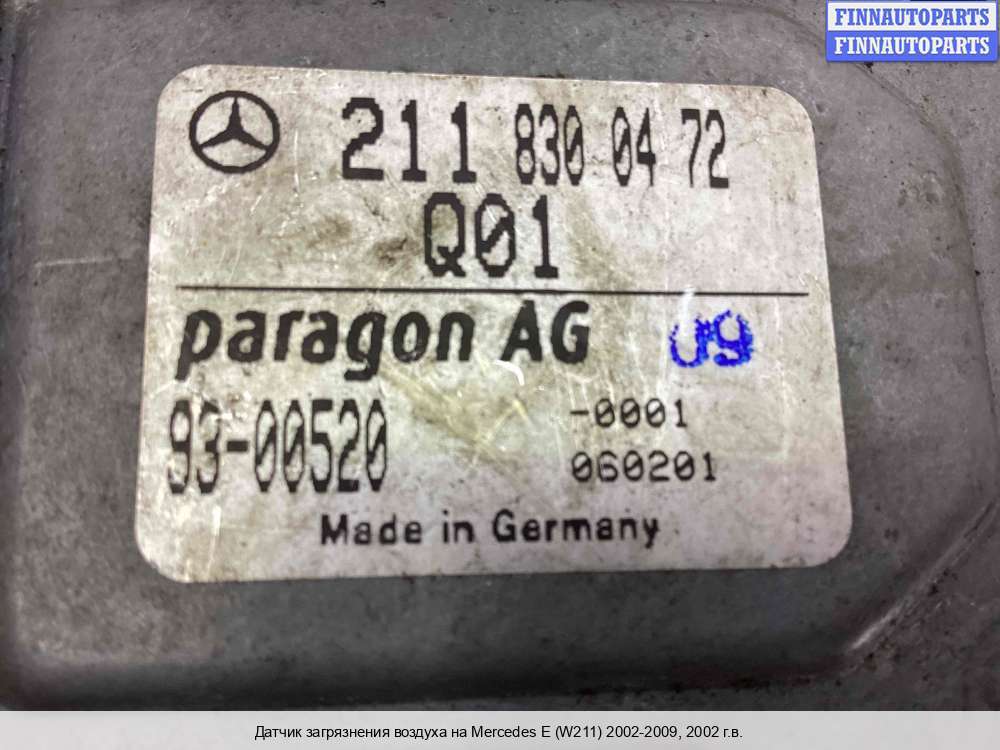 FINNAUTOPARTS
FINNAUTOPARTS
211 830 04 72
Q01
paragon AG 09
93-00520 -0001
060201
Made in Germany
Датчик загрязнения воздуха на Mercedes E (W211) 2002-2009, 2002 г.в.